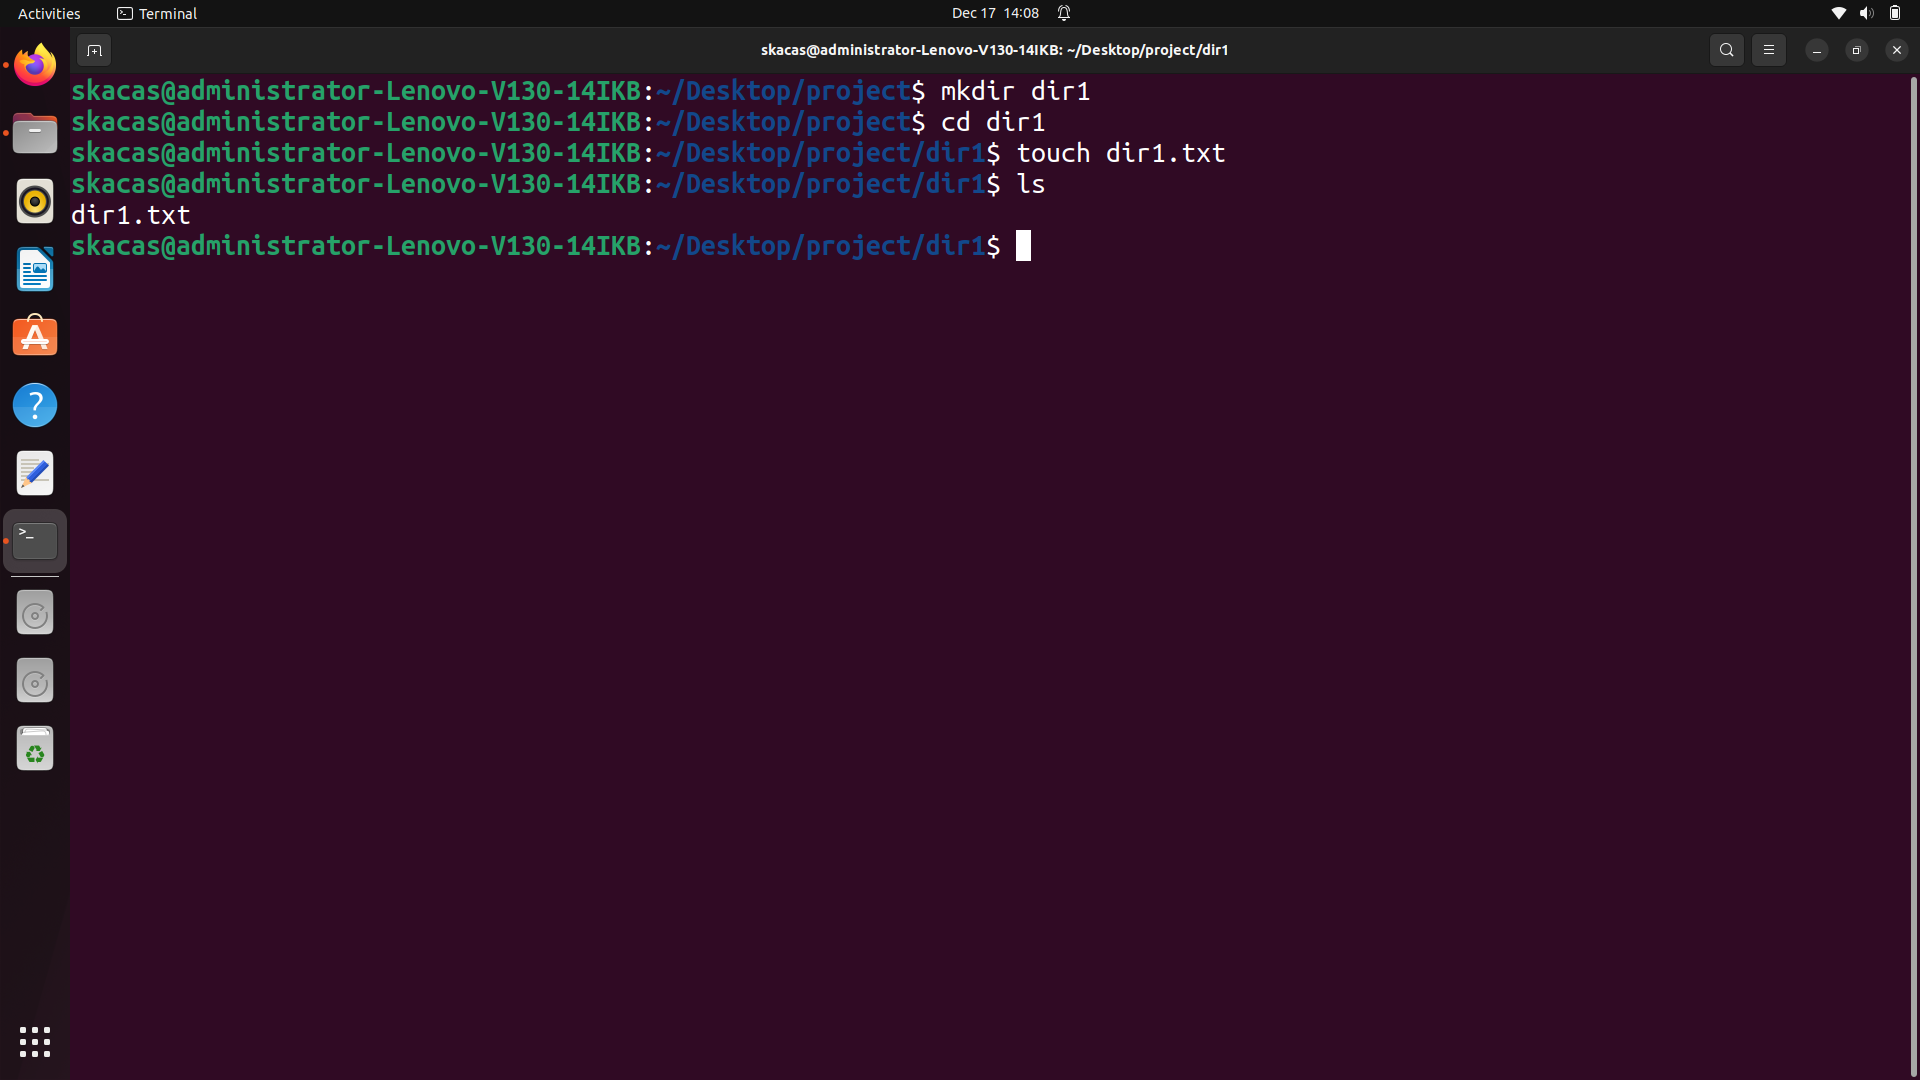 Activities Terminal Dec 17 14:08
skacas@administrator-Lenovo-V130-14IKB: ~/Desktop/project/dir1
skacas@administrator-Lenovo-V130-14IKB:~/Desktop/project$ mkdir dir1
skacas@administrator-Lenovo-V130-14IKB:~/Desktop/project$ cd dir1
skacas@administrator-Lenovo-V130-14IKB:~/Desktop/project/dir1$ touch dir1.txt
skacas@administrator-Lenovo-V130-14IKB:~/Desktop/project/dir1$ ls
dir1.txt
skacas@administrator-Lenovo-V130-14IKB:~/Desktop/project/dir1$